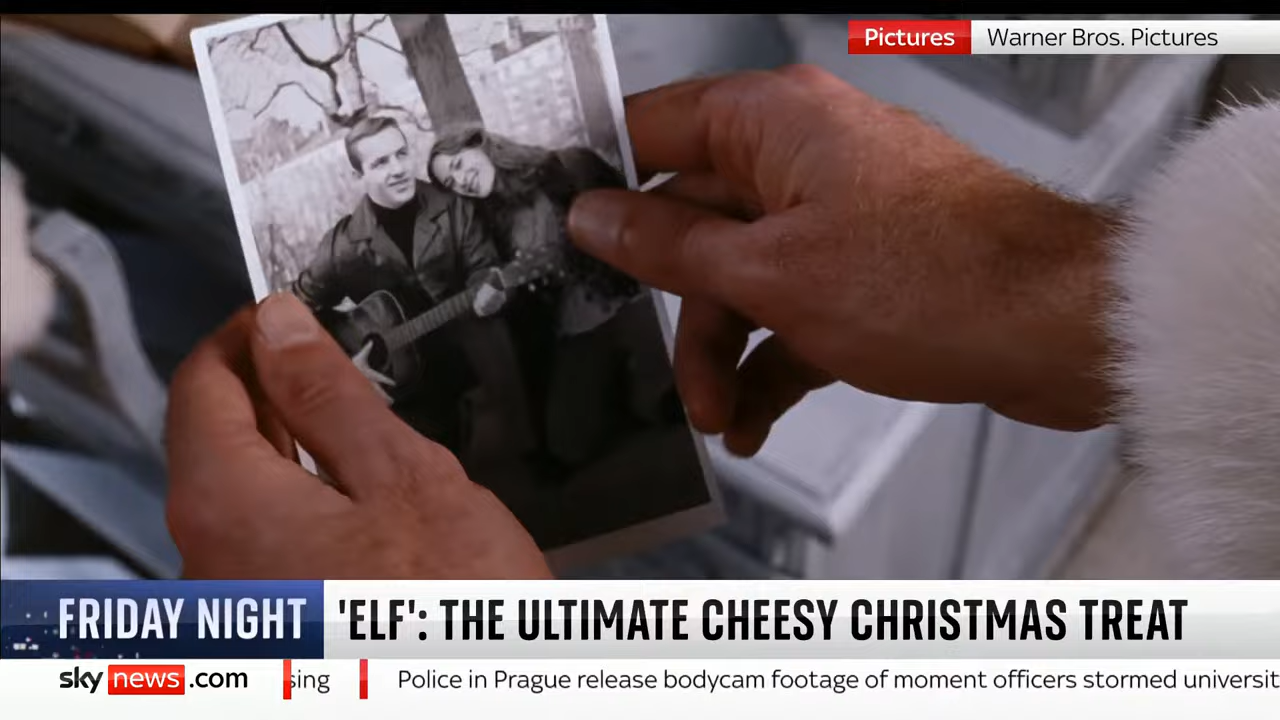 Pictures Warner Bros. Pictures
FRIDAY NIGHT 'ELF': THE ULTIMATE CHEESY CHRISTMAS TREAT
sky news.com sing Police in Prague release bodycam footage of moment officers stormed universit